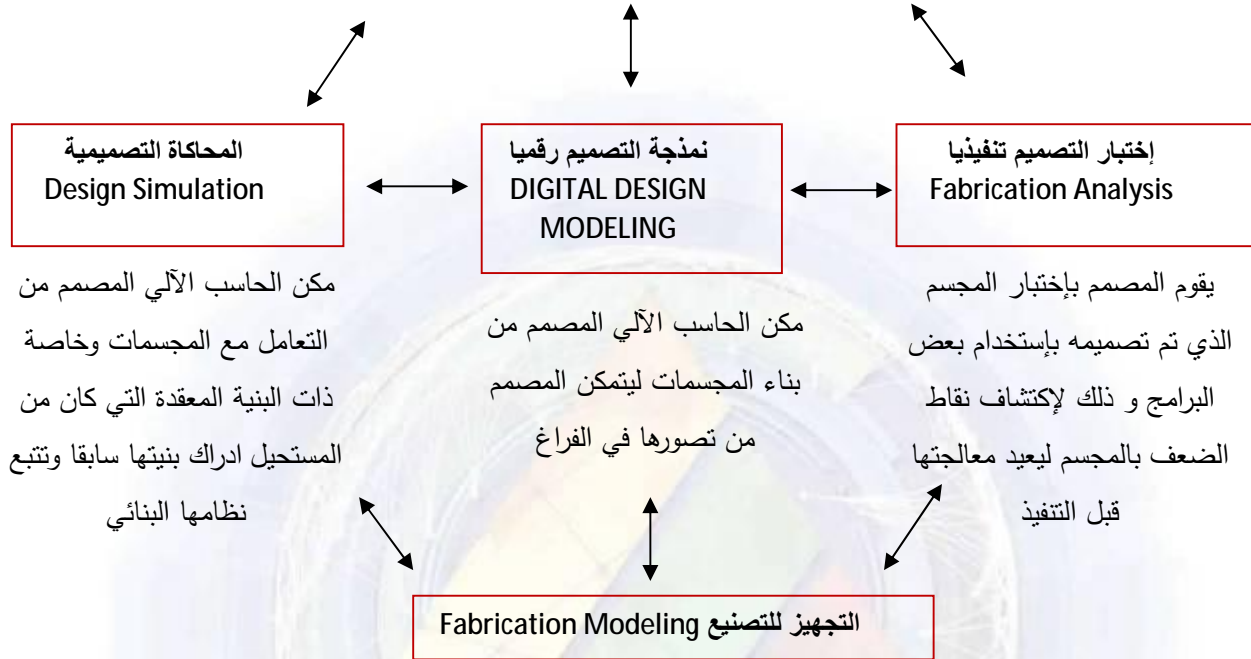 إختبار التصميم تنفيذيا
Fabrication Analysis
يقوم المصمم بإختبار المجسم
الذي تم تصميمه بإستخدام بعض
البرامج و ذلك لإكتشاف نقاط
الضعف بالمجسم ليعيد معالجتها
قبل التنفيذ
نمذجة التصميم رقميا
DIGITAL DESIGN
MODELING
مكن الحاسب الآلي المصمم من
بناء المجسمات ليتمكن المصمم
من تصورها في الفراغ
المحاكاة التصميمية
Design Simulation
مكن الحاسب الآلي المصمم من
التعامل مع المجسمات وخاصة
ذات البنية المعقدة التي كان من
المستحيل ادراك بنيتها سابقا وتتبع
نظامها البنائي
التجهيز للتصنيع Fabrication Modeling